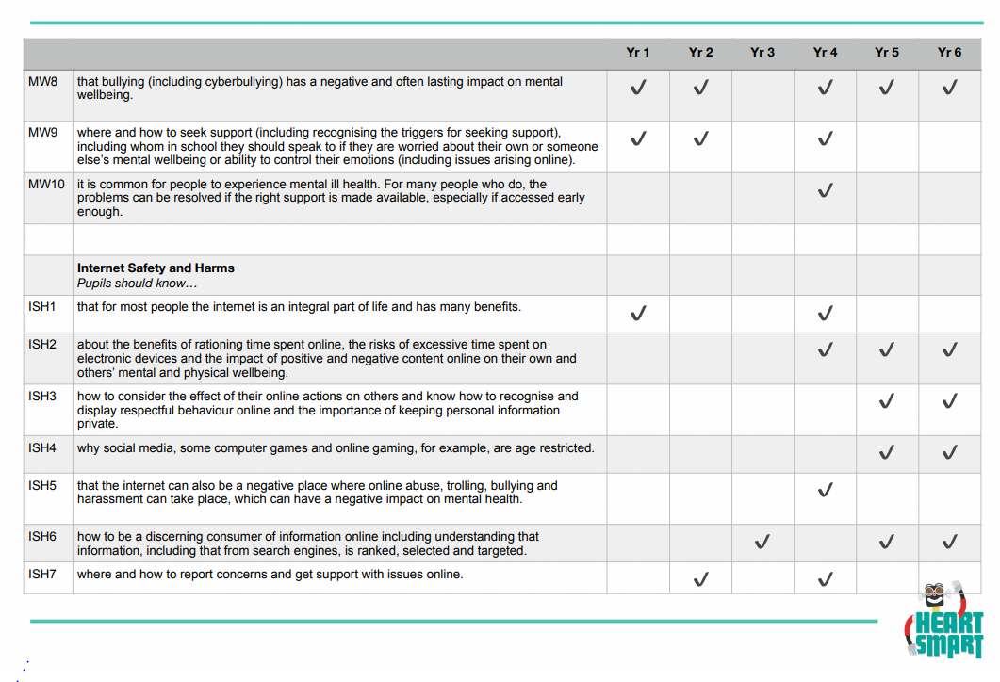 Yr 1 Yr 2 Yr 3 Yr 4 Yr 5 Yr 6
MW8 that bullying (including cyberbullying) has a negative and often lasting impact on mental
wellbeing.
✓ ✓ ✓ ✓ ✓
MW9 where and how to seek support (including recognising the triggers for seeking support),
including whom in school they should speak to if they are worried about their own or someone
else's mental wellbeing or ability to control their emotions (including issues arising online).
✓ ✓ ✓
MW10 it is common for people to experience mental ill health. For many people who do, the
problems can be resolved if the right support is made available, especially if accessed early
enough.
✓
Internet Safety and Harms
Pupils should know…
ISH1 that for most people the internet is an integral part of life and has many benefits.
✓ ✓
ISH2 about the benefits of rationing time spent online, the risks of excessive time spent on
electronic devices and the impact of positive and negative content online on their own and
others' mental and physical wellbeing.
✓ ✓ ✓
ISH3 how to consider the effect of their online actions on others and know how to recognise and
display respectful behaviour online and the importance of keeping personal information
private.
✓ ✓
ISH4 why social media, some computer games and online gaming, for example, are age restricted.
✓ ✓
ISH5 that the internet can also be a negative place where online abuse, trolling, bullying and
harassment can take place, which can have a negative impact on mental health.
✓
ISH6 how to be a discerning consumer of information online including understanding that
information, including that from search engines, is ranked, selected and targeted.
✓ ✓ ✓
ISH7 where and how to report concerns and get support with issues online.
✓ ✓
HEART
SMART